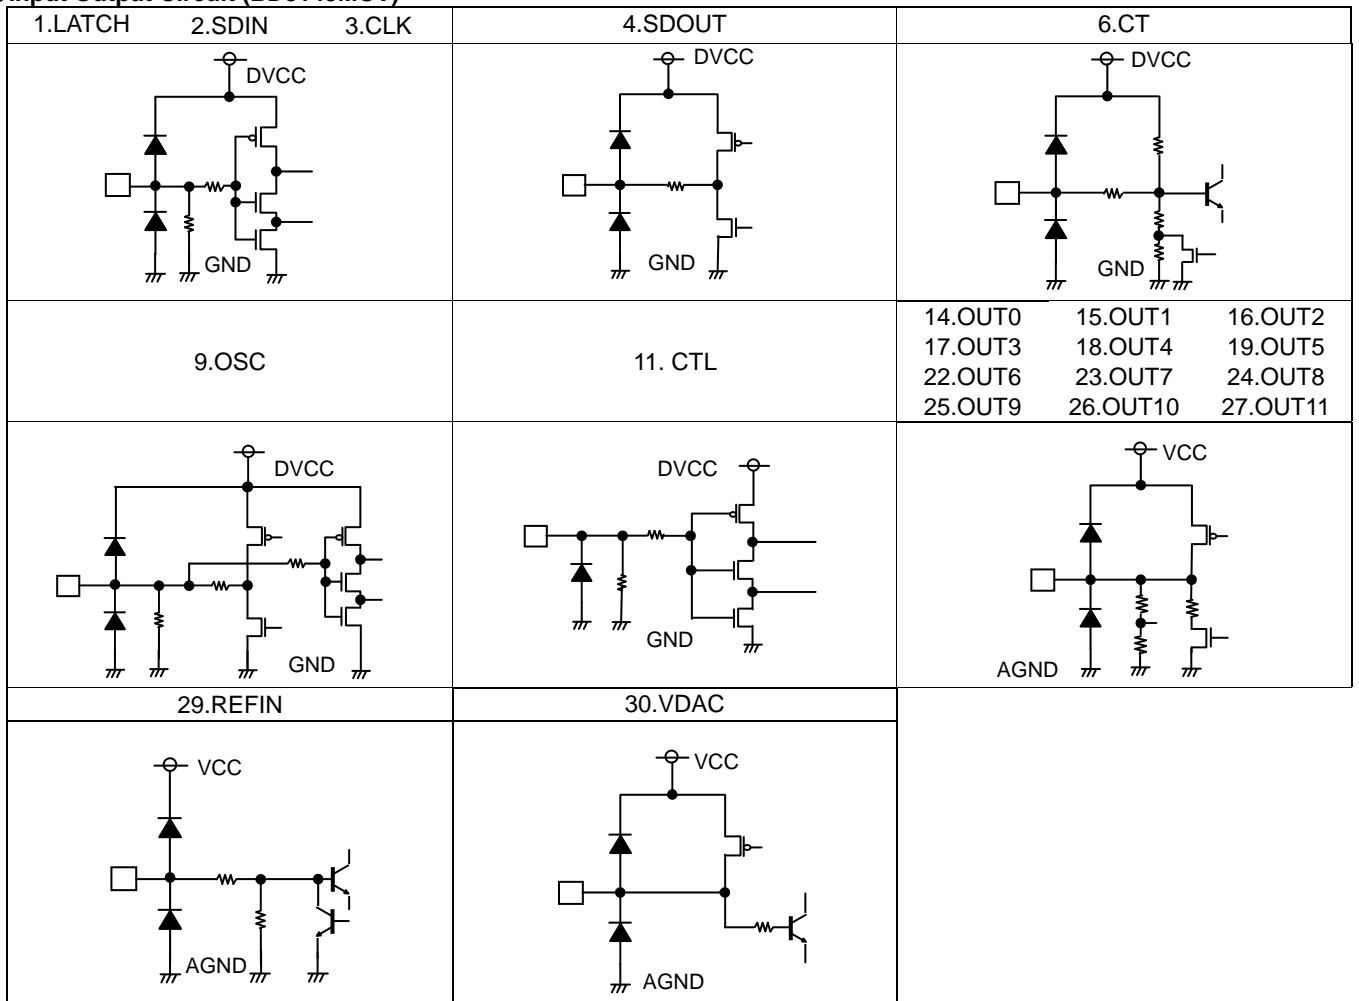 1.LATCH 2.SDIN 3.CLK
4.SDOUT
6.CT
DVCC
GND
DVCC
GND
DVCC
GND
9.OSC
11. CTL
14.OUT0 15.OUT1 16.OUT2
17.OUT3 18.OUT4 19.OUT5
22.OUT6 23.OUT7 24.OUT8
25.OUT9 26.OUT10 27.OUT11
DVCC
GND
DVCC
GND
VCC
AGND
29.REFIN
30.VDAC
VCC
AGND
VCC
AGND